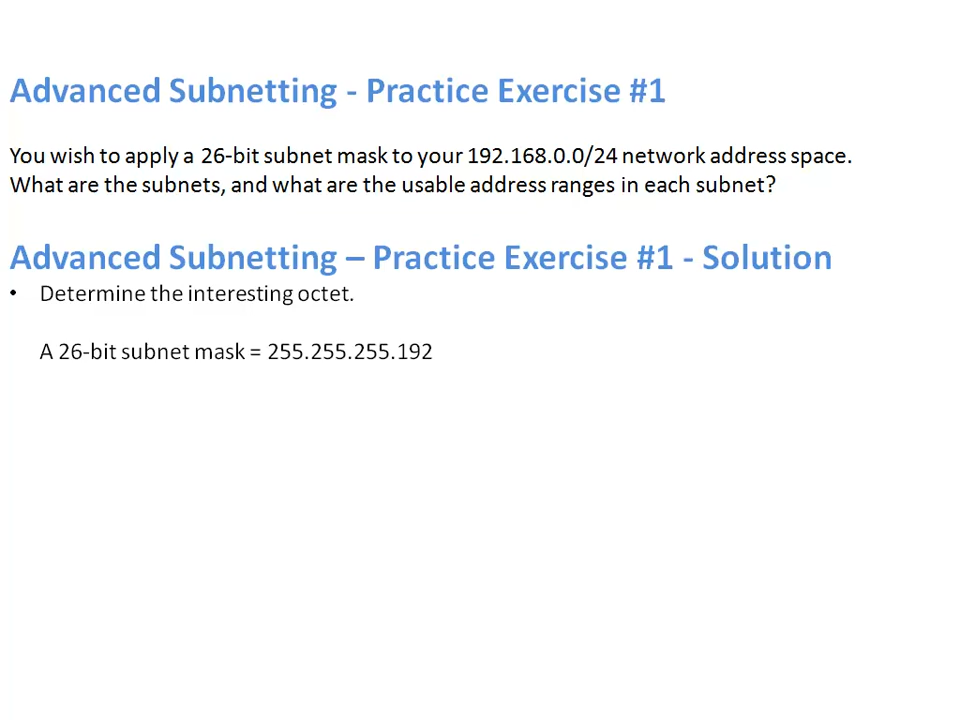 Advanced Subnetting - Practice Exercise #1
You wish to apply a 26-bit subnet mask to your 192.168.0.0/24 network address space.
What are the subnets, and what are the usable address ranges in each subnet?
Advanced Subnetting – Practice Exercise #1 - Solution
• Determine the interesting octet.
A 26-bit subnet mask = 255.255.255.192